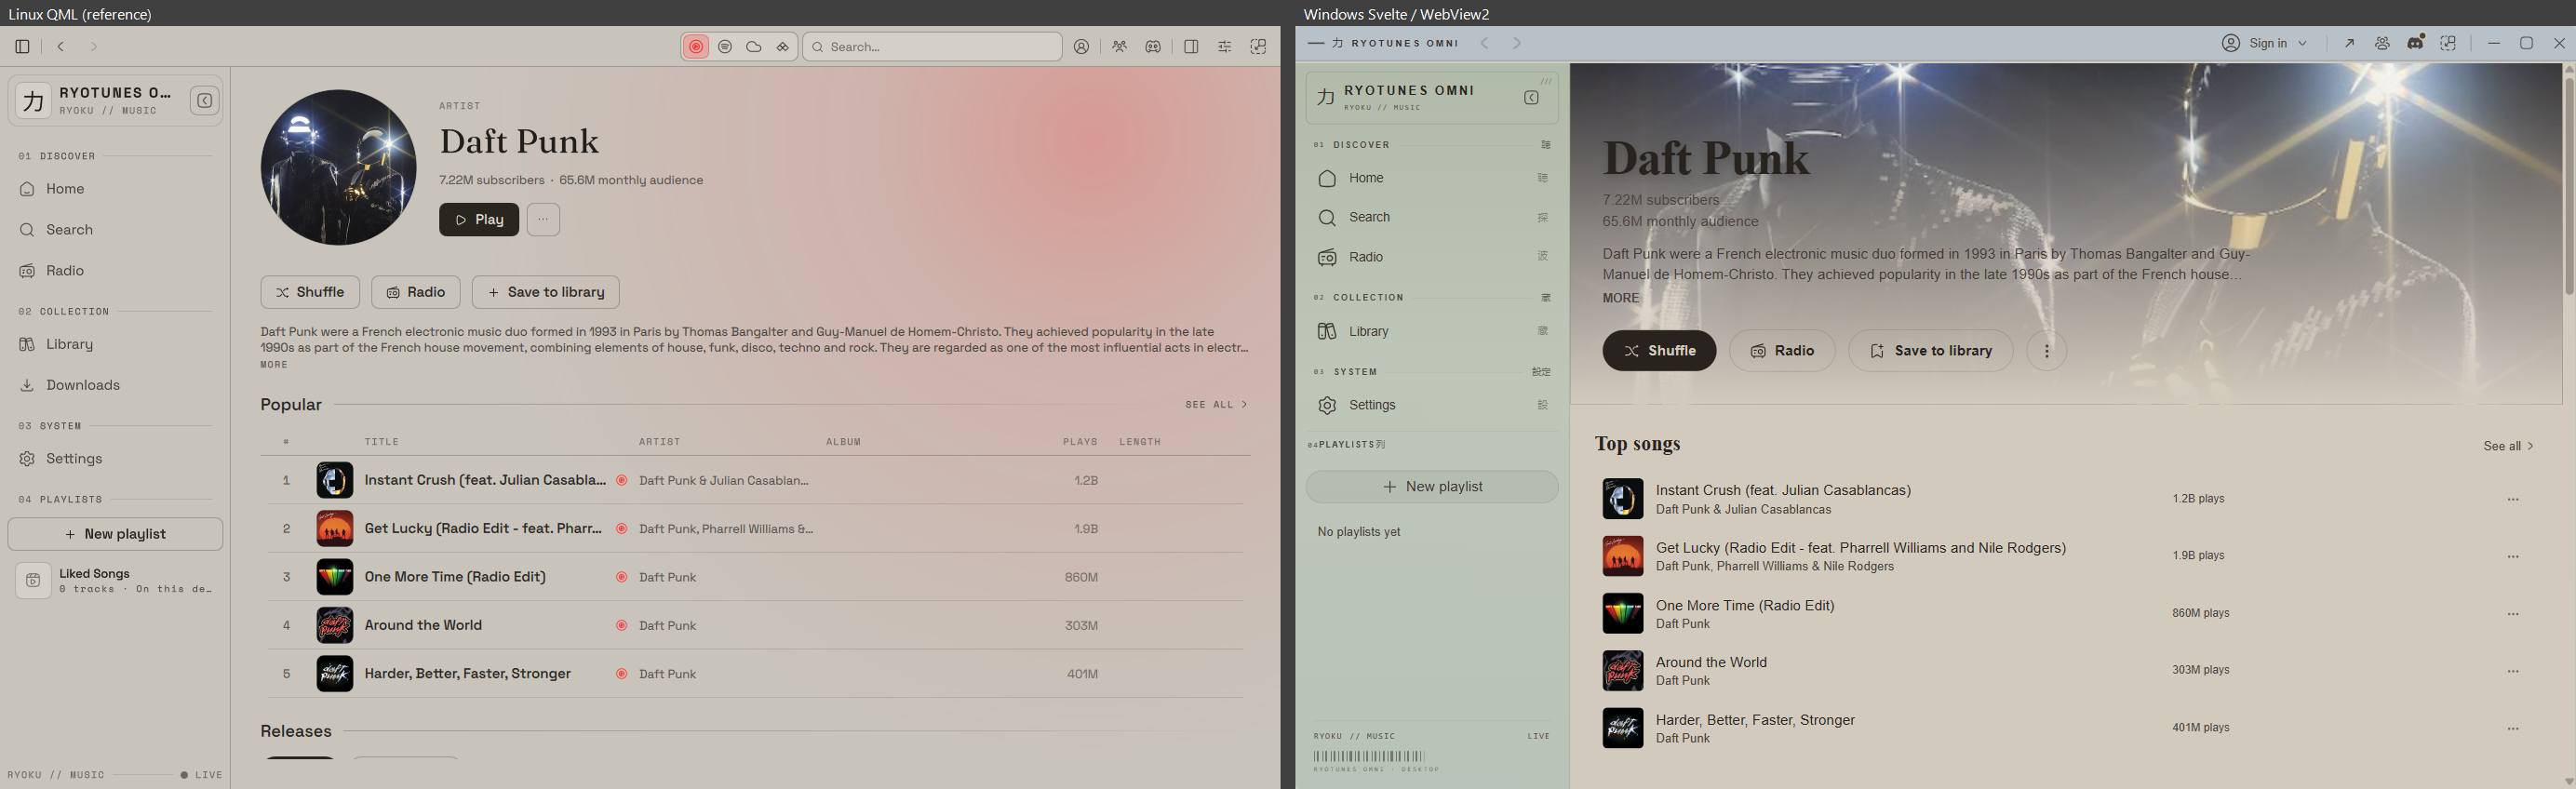 Linux QML (reference)
Search...
力 RYOTUNES O...
RYOKU // MUSIC
01 DISCOVER
Home
Search
Radio
02 COLLECTION
Library
Downloads
03 SYSTEM
Settings
04 PLAYLISTS
+ New playlist
Liked Songs
0 tracks · On this de...
RYOKU // MUSIC
LIVE
ARTIST
Daft Punk
7.22M subscribers · 65.6M monthly audience
Play
Shuffle
Radio
+ Save to library
Daft Punk were a French electronic music duo formed in 1993 in Paris by Thomas Bangalter and Guy-Manuel de Homem-Christo. They achieved popularity in the late
1990s as part of the French house movement, combining elements of house, funk, disco, techno and rock. They are regarded as one of the most influential acts in electr...
MORE
Popular
SEE ALL >
# TITLE ARTIST ALBUM PLAYS LENGTH
1 Instant Crush (feat. Julian Casabla... Daft Punk & Julian Casablan... 1.2B
2 Get Lucky (Radio Edit - feat. Pharr... Daft Punk, Pharrell Williams &... 1.9B
3 One More Time (Radio Edit) Daft Punk 860M
4 Around the World Daft Punk 303M
5 Harder, Better, Faster, Stronger Daft Punk 401M
Releases
Windows Svelte / WebView2
力 RYOTUNES OMNI
Sign in
力 RYOTUNES OMNI
///
RYOKU // MUSIC
01 DISCOVER
Home
Search 探
Radio 波
02 COLLECTION 蔵
Library 蔵
03 SYSTEM 設定
Settings 設
04 PLAYLISTS 列
+ New playlist
No playlists yet
RYOKU // MUSIC
LIVE
RYOTUNES OMNI · DESKTOP
Daft Punk
7.22M subscribers
65.6M monthly audience
Daft Punk were a French electronic music duo formed in 1993 in Paris by Thomas Bangalter and Guy-
Manuel de Homem-Christo. They achieved popularity in the late 1990s as part of the French house...
MORE
Shuffle
Radio
Save to library
Top songs
See all >
Instant Crush (feat. Julian Casablancas)
Daft Punk & Julian Casablancas
1.2B plays
Get Lucky (Radio Edit - feat. Pharrell Williams and Nile Rodgers)
Daft Punk, Pharrell Williams & Nile Rodgers
1.9B plays
One More Time (Radio Edit)
Daft Punk
860M plays
Around the World
Daft Punk
303M plays
Harder, Better, Faster, Stronger
Daft Punk
401M plays